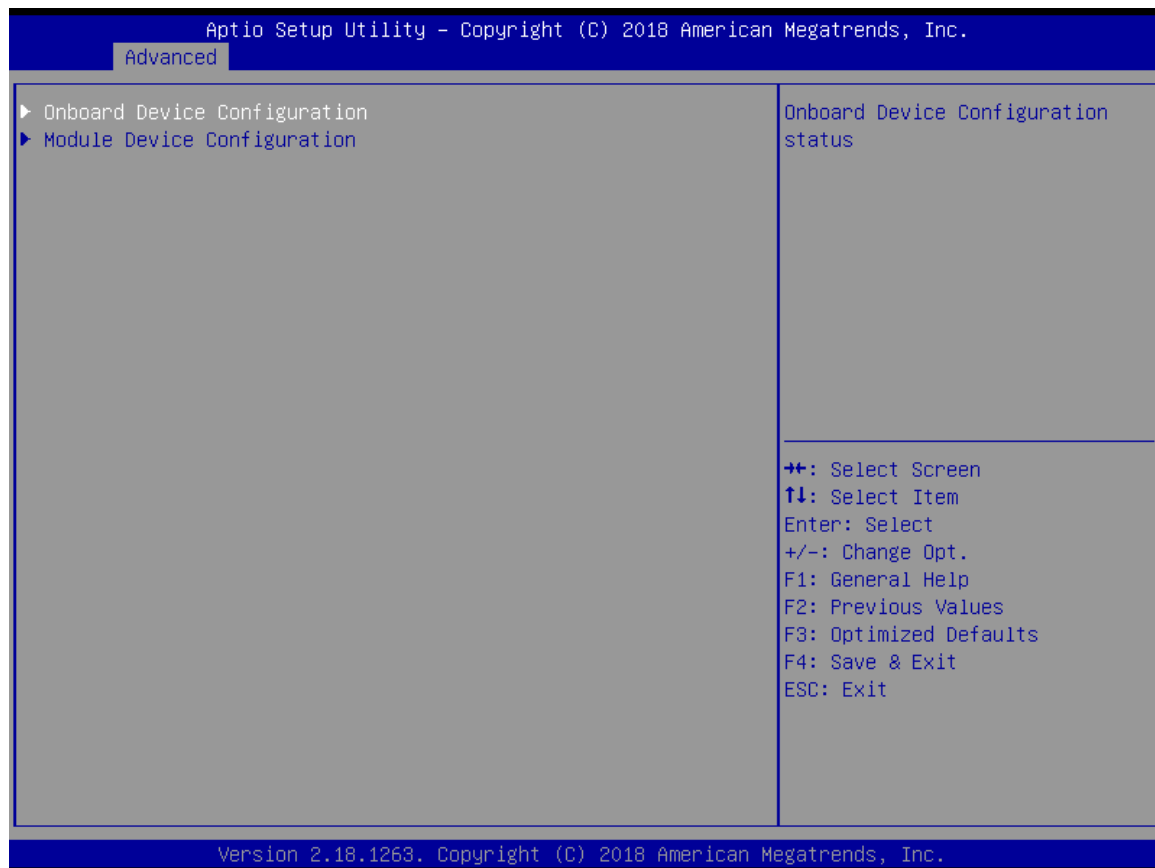 Aptio Setup Utility – Copyright (C) 2018 American Megatrends, Inc.
Advanced
▶ Onboard Device Configuration
▶ Module Device Configuration
Onboard Device Configuration
status
→←: Select Screen
↑↓: Select Item
Enter: Select
+/-: Change Opt.
F1: General Help
F2: Previous Values
F3: Optimized Defaults
F4: Save & Exit
ESC: Exit
Version 2.18.1263. Copyright (C) 2018 American Megatrends, Inc.